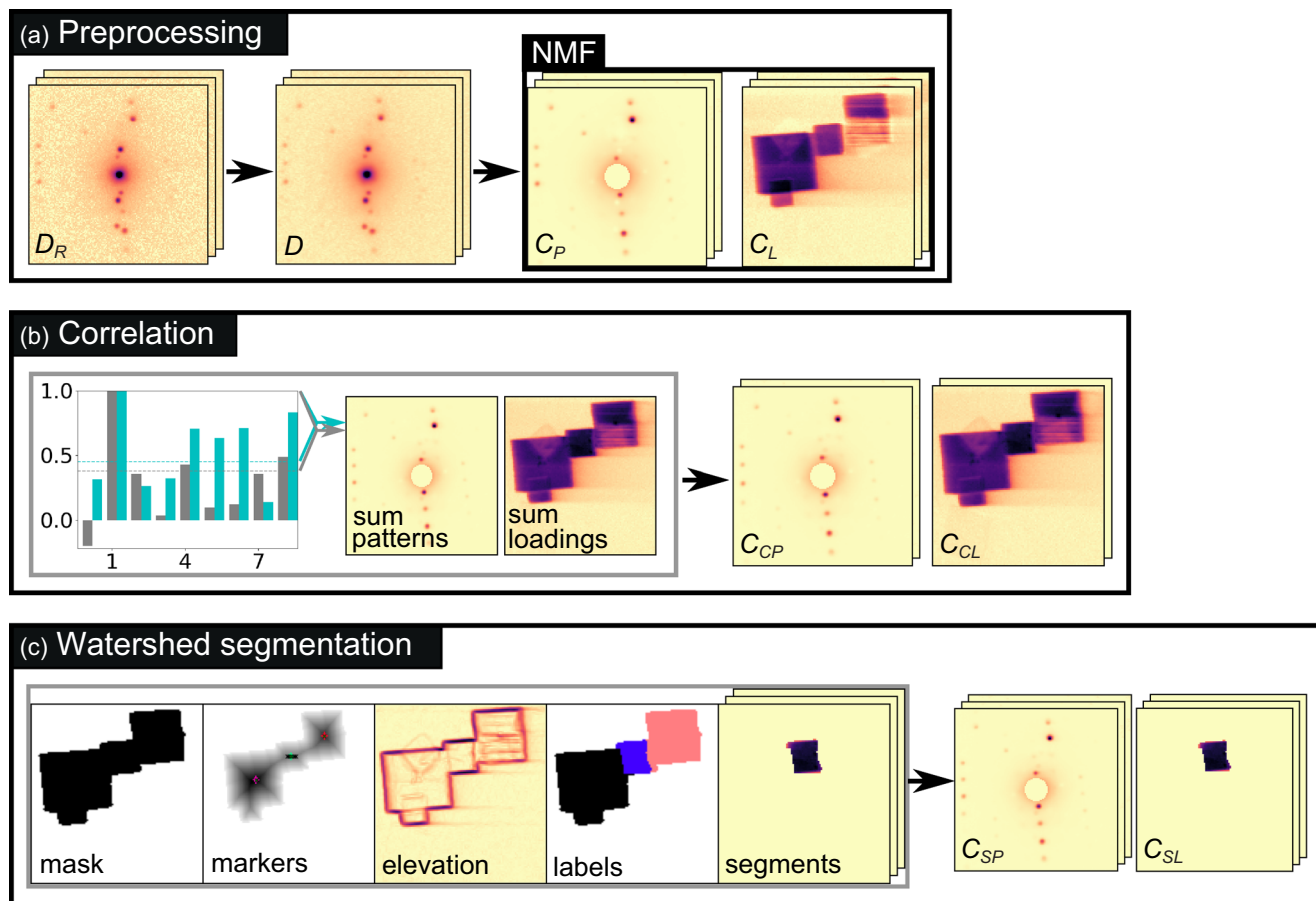 (a) Preprocessing
NMF
D_R
D
C_P
C_L
(b) Correlation
1.0
0.5
0.0
1
4
7
sum
patterns
sum
loadings
C_CP
C_CL
(c) Watershed segmentation
mask
markers
elevation
labels
segments
C_SP
C_SL